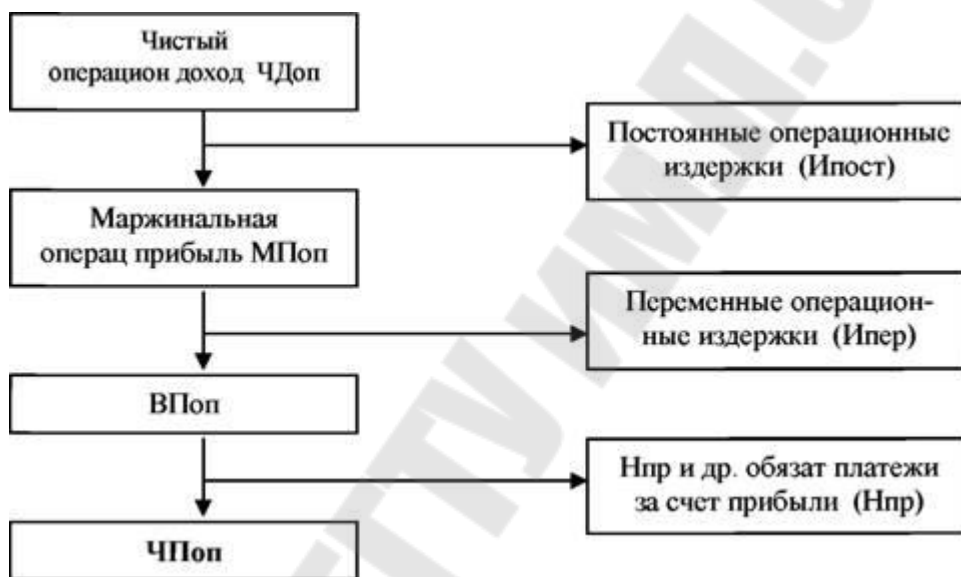 Чистый
операцион доход ЧДоп
Постоянные операционные
издержки (Ипост)
Маржинальная
операц прибыль МПоп
Переменные операцион-
ные издержки (Ипер)
ВПоп
Нпр и др. обязат платежи
за счет прибыли (Нпр)
ЧПоп